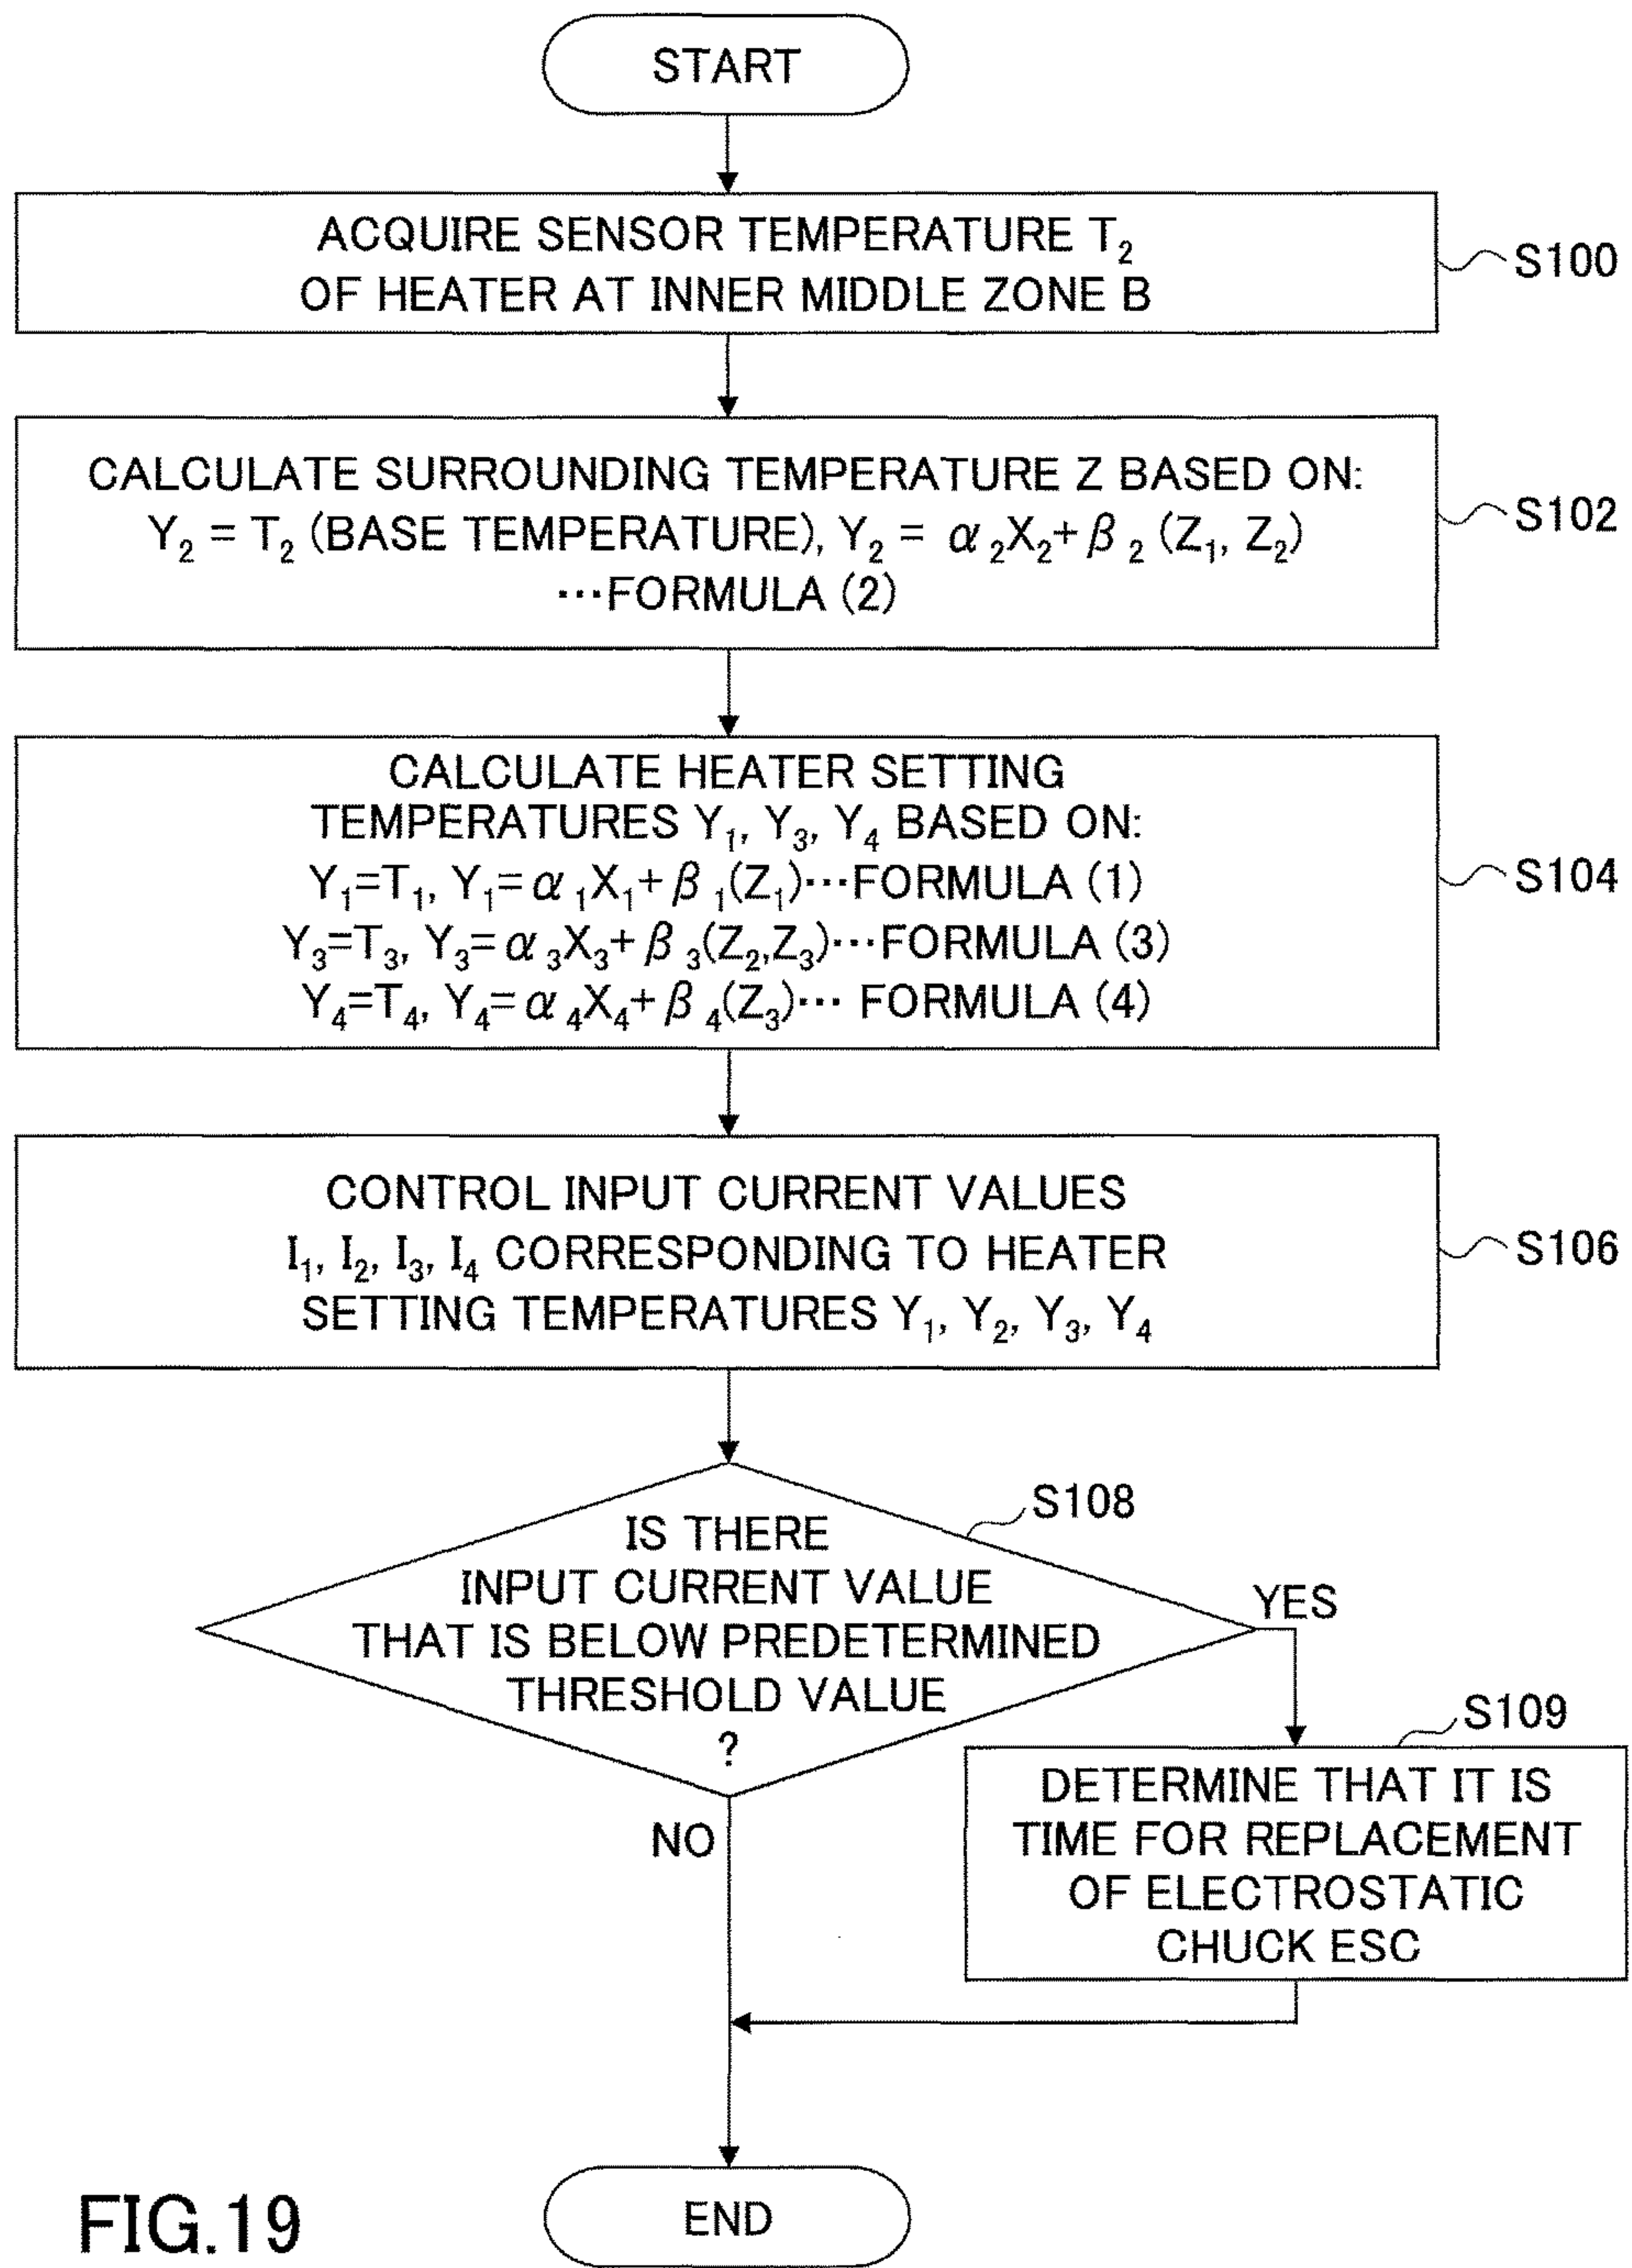 START
ACQUIRE SENSOR TEMPERATURE T₂
OF HEATER AT INNER MIDDLE ZONE B
S100
CALCULATE SURROUNDING TEMPERATURE Z BASED ON:
Y₂ = T₂ (BASE TEMPERATURE), Y₂ = α₂X₂+β₂ (Z₁, Z₂)
···FORMULA (2)
S102
CALCULATE HEATER SETTING
TEMPERATURES Y₁, Y₃, Y₄ BASED ON:
Y₁=T₁, Y₁=α₁X₁+β₁(Z₁)···FORMULA (1)
Y₃=T₃, Y₃=α₃X₃+β₃(Z₂,Z₃)···FORMULA (3)
Y₄=T₄, Y₄=α₄X₄+β₄(Z₃)··· FORMULA (4)
S104
CONTROL INPUT CURRENT VALUES
I₁, I₂, I₃, I₄ CORRESPONDING TO HEATER
SETTING TEMPERATURES Y₁, Y₂, Y₃, Y₄
S106
S108
IS THERE
INPUT CURRENT VALUE
THAT IS BELOW PREDETERMINED
THRESHOLD VALUE
?
YES
NO
S109
DETERMINE THAT IT IS
TIME FOR REPLACEMENT
OF ELECTROSTATIC
CHUCK ESC
END
FIG.19